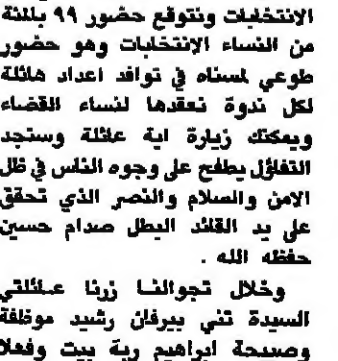 الانتخابات ونتوقع حضور ٩٩ بالمئة
من النساء الإنتخابات وهو حضور
طوعي لمسناه في توافد اعداد هائلة
لكل ندوة نعقدها لنساء القضاء
ويمكنك زيارة اية عائلة وستجد
التفاؤل يطفح على وجوه الناس في ظل
الامن والسلام والنصر الذي تحقق
على يد القائد البطل صدام حسين
حفظه الله .
وخلال تجوالنا زرنا عائلتي
السيدة تني بيرفان رشيد موظفة
وصبيحة ابراهيم ربة بيت وفعلا